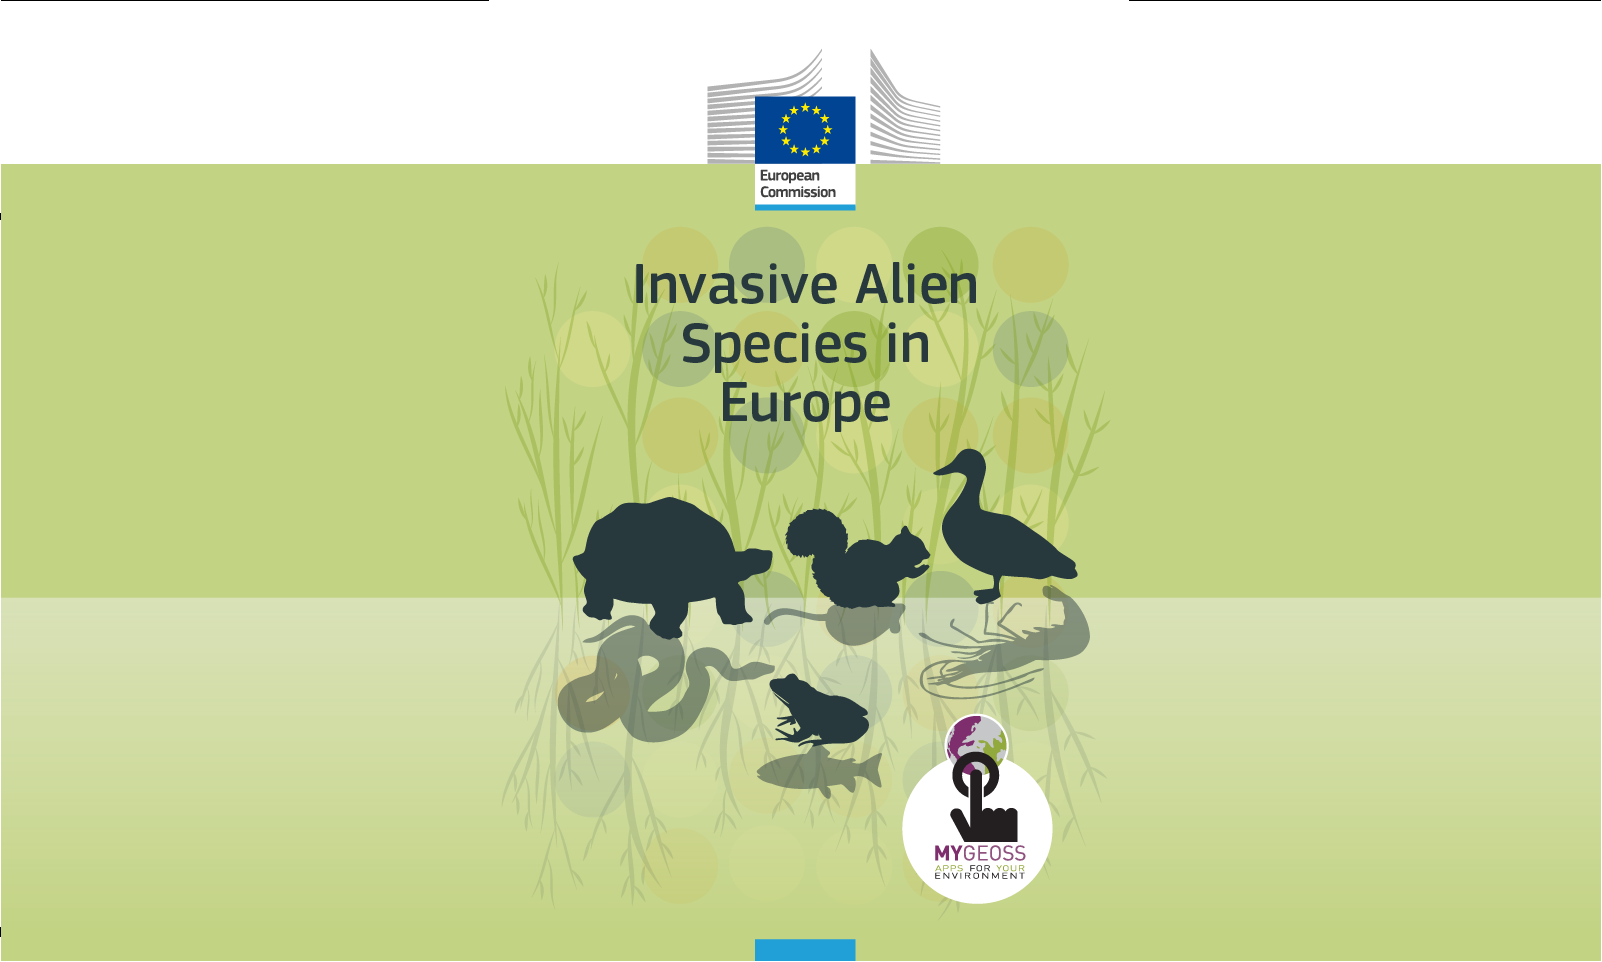 European
Commission
Invasive Alien
Species in
Europe
MYGEOSS
APPS FOR YOUR
ENVIRONMENT